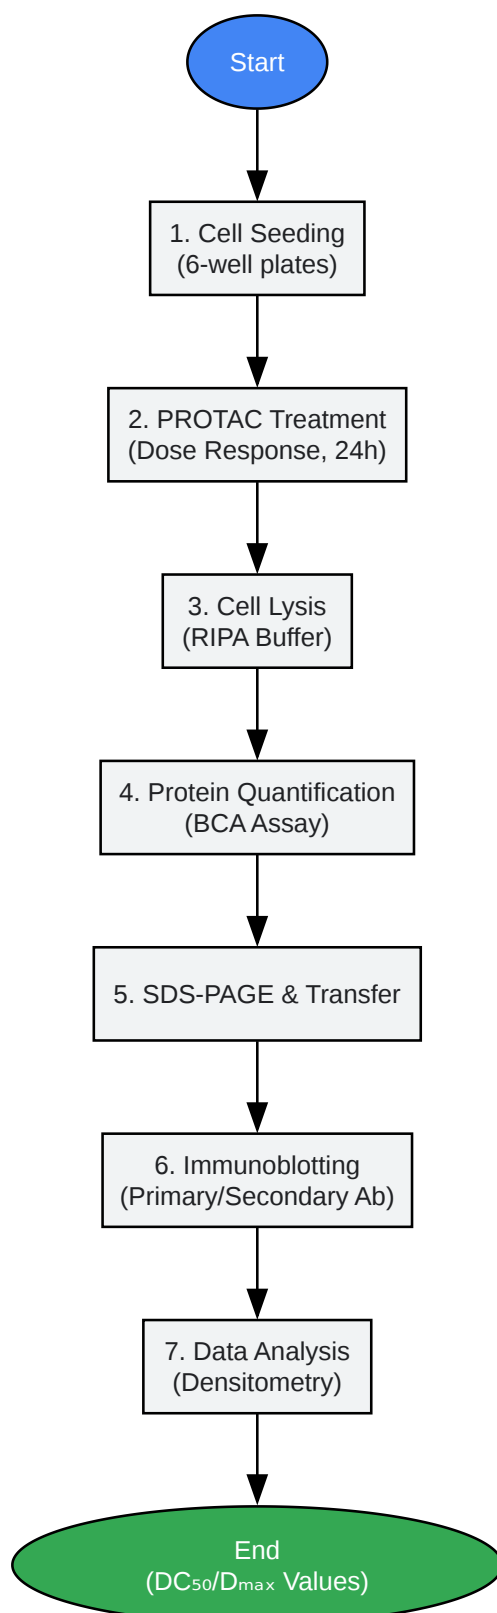 Start
1. Cell Seeding
(6-well plates)
2. PROTAC Treatment
(Dose Response, 24h)
3. Cell Lysis
(RIPA Buffer)
4. Protein Quantification
(BCA Assay)
5. SDS-PAGE & Transfer
6. Immunoblotting
(Primary/Secondary Ab)
7. Data Analysis
(Densitometry)
End
(DC₅₀/Dₘₐₓ Values)